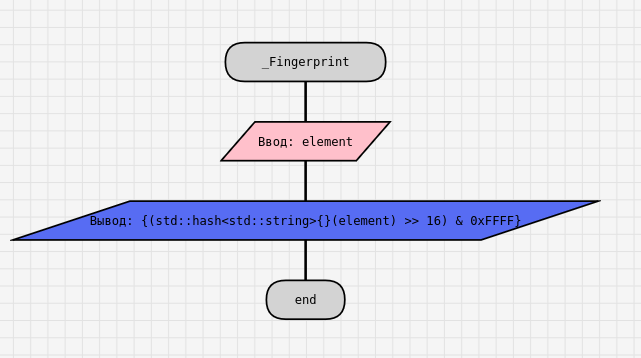 _Fingerprint
Ввод: element
Вывод: {(std::hash<std::string>{}(element) >> 16) & 0xFFFF}
end